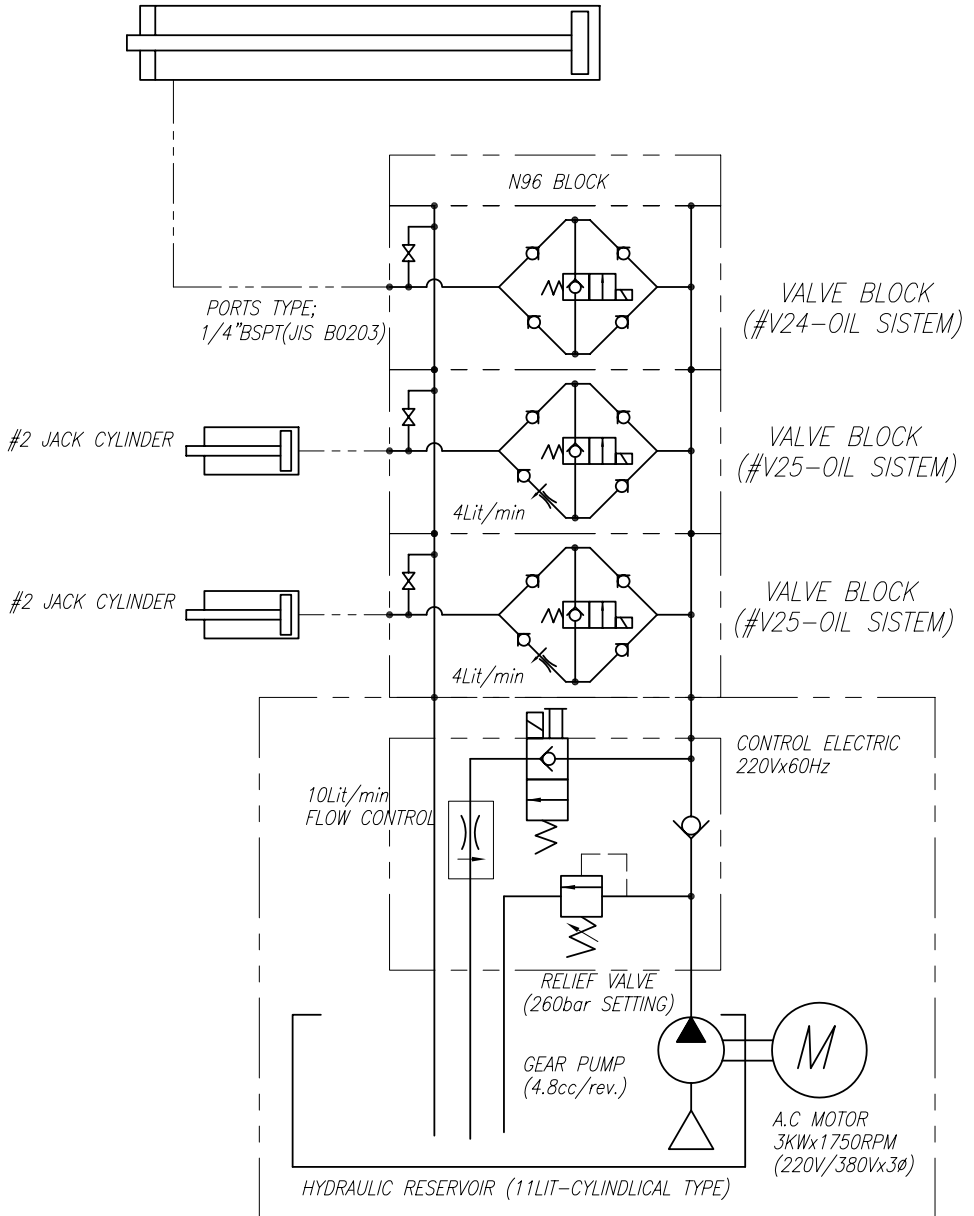 N96 BLOCK
PORTS TYPE;
1/4"BSPT(JIS B0203)
VALVE BLOCK
(#V24-OIL SISTEM)
#2 JACK CYLINDER
VALVE BLOCK
(#V25-OIL SISTEM)
4Lit/min
#2 JACK CYLINDER
VALVE BLOCK
(#V25-OIL SISTEM)
4Lit/min
CONTROL ELECTRIC
220Vx60Hz
10Lit/min
FLOW CONTROL
RELIEF VALVE
(260bar SETTING)
GEAR PUMP
(4.8cc/rev.)
M
A.C MOTOR
3KWx1750RPM
(220V/380Vx3ø)
HYDRAULIC RESERVOIR (11LIT-CYLINDLICAL TYPE)